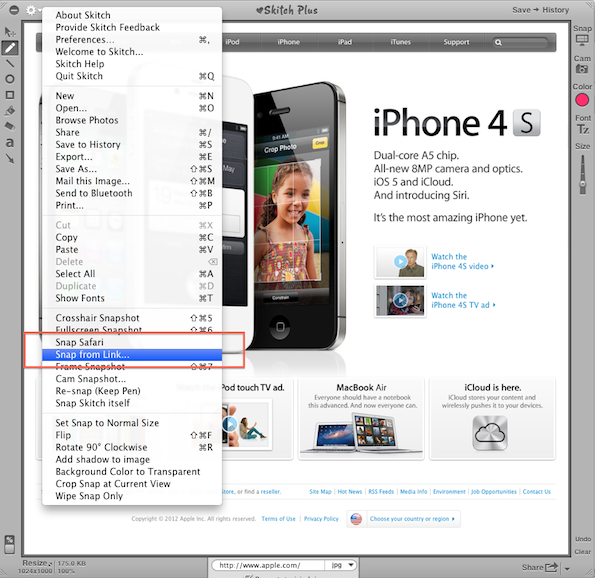 Skitch Plus
Save → History
About Skitch
Provide Skitch Feedback
Preferences... ⌘,
Welcome to Skitch...
Skitch Help
Quit Skitch ⌘Q
New ⌘N
Open... ⌘O
Browse Photos
Share ⌘/
Save to History ⌘S
Export... ⌘E
Save As... ⇧⌘S
Mail this Image... ⇧⌘M
Send to Bluetooth ⇧⌘B
Print... ⌘P
Cut ⌘X
Copy ⌘C
Paste ⌘V
Delete ⌫
Select All ⌘A
Duplicate ⌘D
Show Fonts ⌘T
Crosshair Snapshot ⇧⌘5
Fullscreen Snapshot ⇧⌘6
Snap Safari
Snap from Link...
Frame Snapshot ⇧⌘7
Cam Snapshot...
Re-snap (Keep Pen)
Snap Skitch itself
Set Snap to Normal Size
Flip ⇧⌘F
Rotate 90° Clockwise ⌘R
Add shadow to image
Background Color to Transparent
Crop Snap at Current View
Wipe Snap Only
iPod iPhone iPad iTunes Support
9:41 AM
Crop Photo
Crop
Constrain
iPhone 4 S
Dual-core A5 chip.
All-new 8MP camera and optics.
iOS 5 and iCloud.
And introducing Siri.
It's the most amazing iPhone yet.
Watch the
iPhone 4S video
Watch the
iPhone 4S TV ad
Pod touch TV ad.
MacBook Air
Everyone should have a notebook
this advanced. And now everyone can.
iCloud is here.
iCloud stores your content and
wirelessly pushes it to your devices.
Store, or find a reseller.
Site Map | Hot News | RSS Feeds | Media Info | Environment | Job Opportunities | Contact Us
Copyright © 2012 Apple Inc. All rights reserved. Terms of Use | Privacy Policy
Choose your country or region
Snap
Cam
Color
Font
Tz
Size
a
Undo
Clear
Resize 175.0 KB
1024x1000 100%
http://www.apple.com/ jpg
Share